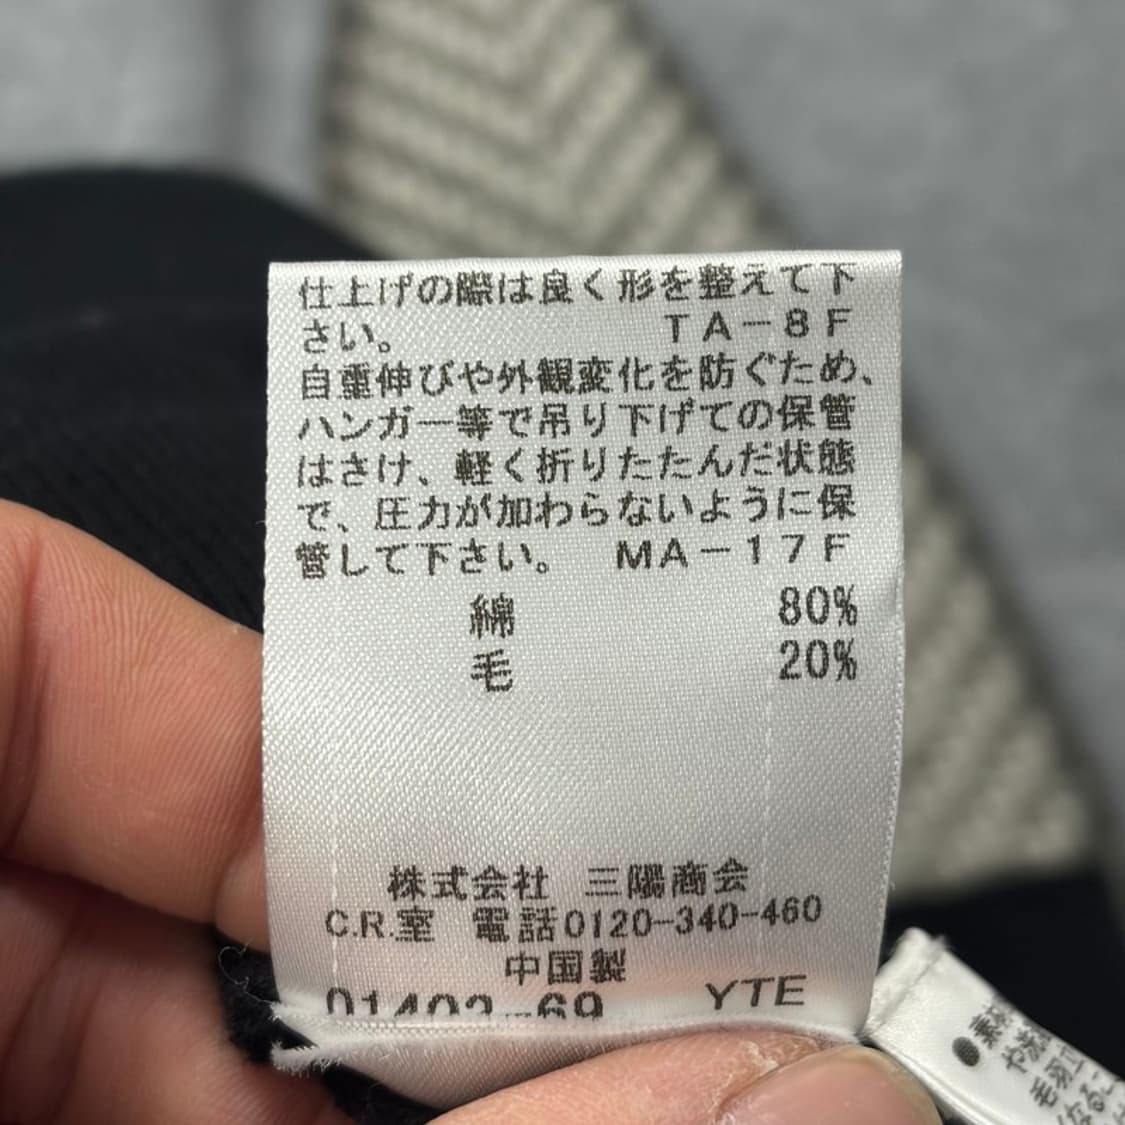 仕上げの際は良く形を整えて下
さい。 TA－8F
自重伸びや外観変化を防ぐため、
ハンガー等で吊り下げての保管
はさけ、軽く折りたたんだ状態
で、圧力が加わらないように保
管して下さい。 MA－17F
綿 80%
毛 20%
株式会社 三陽商会
C.R.室 電話0120-340-460
中国製
YTE